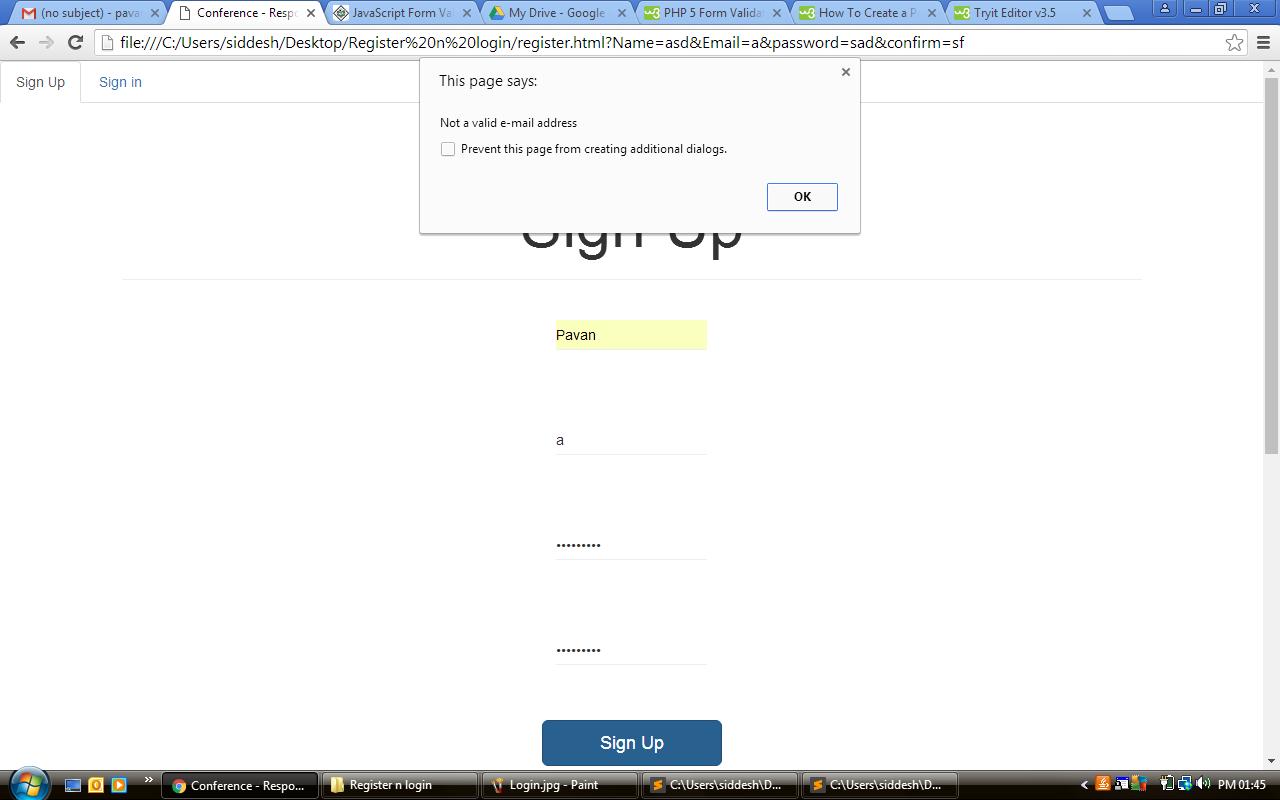 (no subject) - pava
Conference - Respo
JavaScript Form Va
My Drive - Google
PHP 5 Form Valida
How To Create a P
Tryit Editor v3.5
file:///C:/Users/siddesh/Desktop/Register%20n%20login/register.html?Name=asd&Email=a&password=sad&confirm=sf
Sign Up
Sign in
This page says:
Not a valid e-mail address
Prevent this page from creating additional dialogs.
OK
Sign Up
Pavan
a
•••••••••
•••••••••
Sign Up
Conference - Respo...
Register n login
Login.jpg - Paint
C:\Users\siddesh\D...
C:\Users\siddesh\D...
PM 01:45